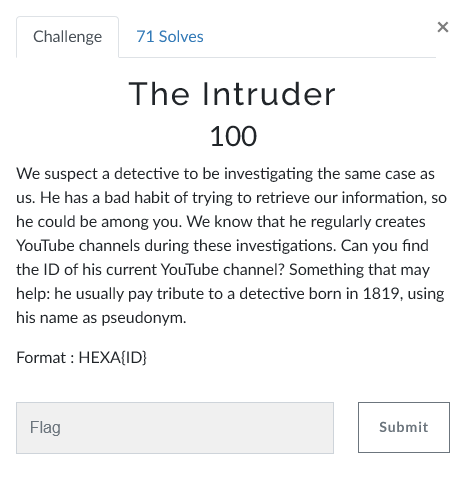 Challenge
71 Solves
×
The Intruder
100
We suspect a detective to be investigating the same case as
us. He has a bad habit of trying to retrieve our information, so
he could be among you. We know that he regularly creates
YouTube channels during these investigations. Can you find
the ID of his current YouTube channel? Something that may
help: he usually pay tribute to a detective born in 1819, using
his name as pseudonym.
Format : HEXA{ID}
Flag
Submit